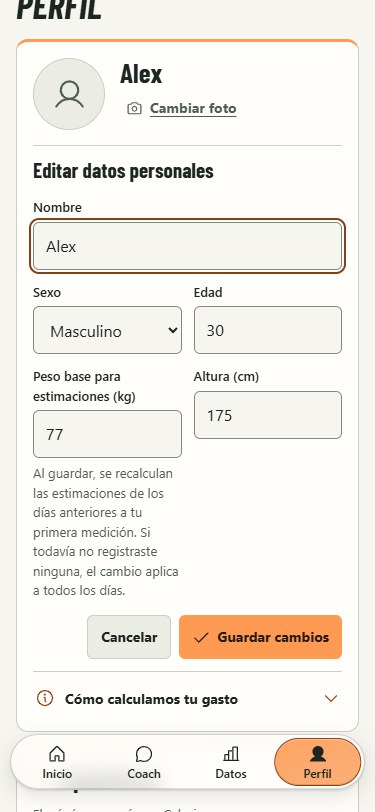 PERFIL
Alex
Cambiar foto
Editar datos personales
Nombre
Alex
Sexo
Edad
Masculino
30
Peso base para
estimaciones (kg)
Altura (cm)
77
175
Al guardar, se recalculan
las estimaciones de los
días anteriores a tu
primera medición. Si
todavía no registraste
ninguna, el cambio aplica
a todos los días.
Cancelar
Guardar cambios
Cómo calculamos tu gasto
Inicio
Coach
Datos
Perfil